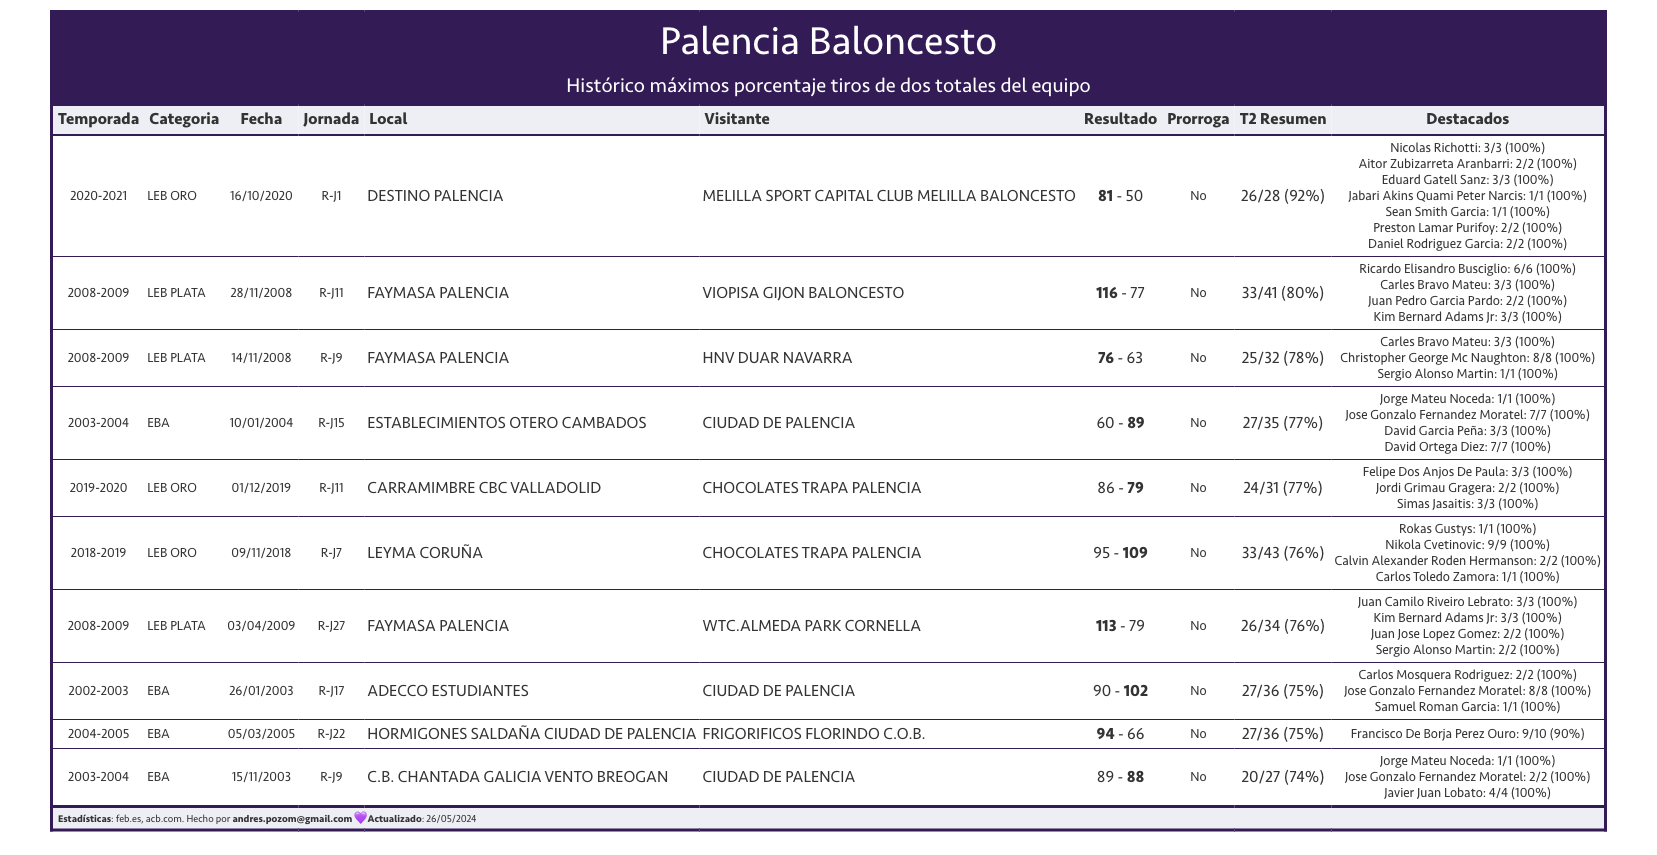 Palencia Baloncesto
Histórico máximos porcentaje tiros de dos totales del equipo
Temporada Categoria Fecha Jornada Local Visitante Resultado Prorroga T2 Resumen Destacados
2020-2021 LEB ORO 16/10/2020 R-J1 DESTINO PALENCIA MELILLA SPORT CAPITAL CLUB MELILLA BALONCESTO 81 - 50 No 26/28 (92%)
Nicolas Richotti: 3/3 (100%)
Aitor Zubizarreta Aranbarri: 2/2 (100%)
Eduard Gatell Sanz: 3/3 (100%)
Jabari Akins Quami Peter Narcis: 1/1 (100%)
Sean Smith Garcia: 1/1 (100%)
Preston Lamar Purifoy: 2/2 (100%)
Daniel Rodriguez Garcia: 2/2 (100%)
2008-2009 LEB PLATA 28/11/2008 R-J11 FAYMASA PALENCIA VIOPISA GIJON BALONCESTO 116 - 77 No 33/41 (80%)
Ricardo Elisandro Busciglio: 6/6 (100%)
Carles Bravo Mateu: 3/3 (100%)
Juan Pedro Garcia Pardo: 2/2 (100%)
Kim Bernard Adams Jr: 3/3 (100%)
2008-2009 LEB PLATA 14/11/2008 R-J9 FAYMASA PALENCIA HNV DUAR NAVARRA 76 - 63 No 25/32 (78%)
Carles Bravo Mateu: 3/3 (100%)
Christopher George Mc Naughton: 8/8 (100%)
Sergio Alonso Martin: 1/1 (100%)
2003-2004 EBA 10/01/2004 R-J15 ESTABLECIMIENTOS OTERO CAMBADOS CIUDAD DE PALENCIA 60 - 89 No 27/35 (77%)
Jorge Mateu Noceda: 1/1 (100%)
Jose Gonzalo Fernandez Moratel: 7/7 (100%)
David Garcia Peña: 3/3 (100%)
David Ortega Diez: 7/7 (100%)
2019-2020 LEB ORO 01/12/2019 R-J11 CARRAMIMBRE CBC VALLADOLID CHOCOLATES TRAPA PALENCIA 86 - 79 No 24/31 (77%)
Felipe Dos Anjos De Paula: 3/3 (100%)
Jordi Grimau Gragera: 2/2 (100%)
Simas Jasaitis: 3/3 (100%)
2018-2019 LEB ORO 09/11/2018 R-J7 LEYMA CORUÑA CHOCOLATES TRAPA PALENCIA 95 - 109 No 33/43 (76%)
Rokas Gustys: 1/1 (100%)
Nikola Cvetinovic: 9/9 (100%)
Calvin Alexander Roden Hermanson: 2/2 (100%)
Carlos Toledo Zamora: 1/1 (100%)
2008-2009 LEB PLATA 03/04/2009 R-J27 FAYMASA PALENCIA WTC.ALMEDA PARK CORNELLA 113 - 79 No 26/34 (76%)
Juan Camilo Riveiro Lebrato: 3/3 (100%)
Kim Bernard Adams Jr: 3/3 (100%)
Juan Jose Lopez Gomez: 2/2 (100%)
Sergio Alonso Martin: 2/2 (100%)
2002-2003 EBA 26/01/2003 R-J17 ADECCO ESTUDIANTES CIUDAD DE PALENCIA 90 - 102 No 27/36 (75%)
Carlos Mosquera Rodriguez: 2/2 (100%)
Jose Gonzalo Fernandez Moratel: 8/8 (100%)
Samuel Roman Garcia: 1/1 (100%)
2004-2005 EBA 05/03/2005 R-J22 HORMIGONES SALDAÑA CIUDAD DE PALENCIA FRIGORIFICOS FLORINDO C.O.B. 94 - 66 No 27/36 (75%) Francisco De Borja Perez Ouro: 9/10 (90%)
2003-2004 EBA 15/11/2003 R-J9 C.B. CHANTADA GALICIA VENTO BREOGAN CIUDAD DE PALENCIA 89 - 88 No 20/27 (74%)
Jorge Mateu Noceda: 1/1 (100%)
Jose Gonzalo Fernandez Moratel: 2/2 (100%)
Javier Juan Lobato: 4/4 (100%)
Estadísticas: feb.es, acb.com. Hecho por andres.pozom@gmail.com 💜Actualizado: 26/05/2024